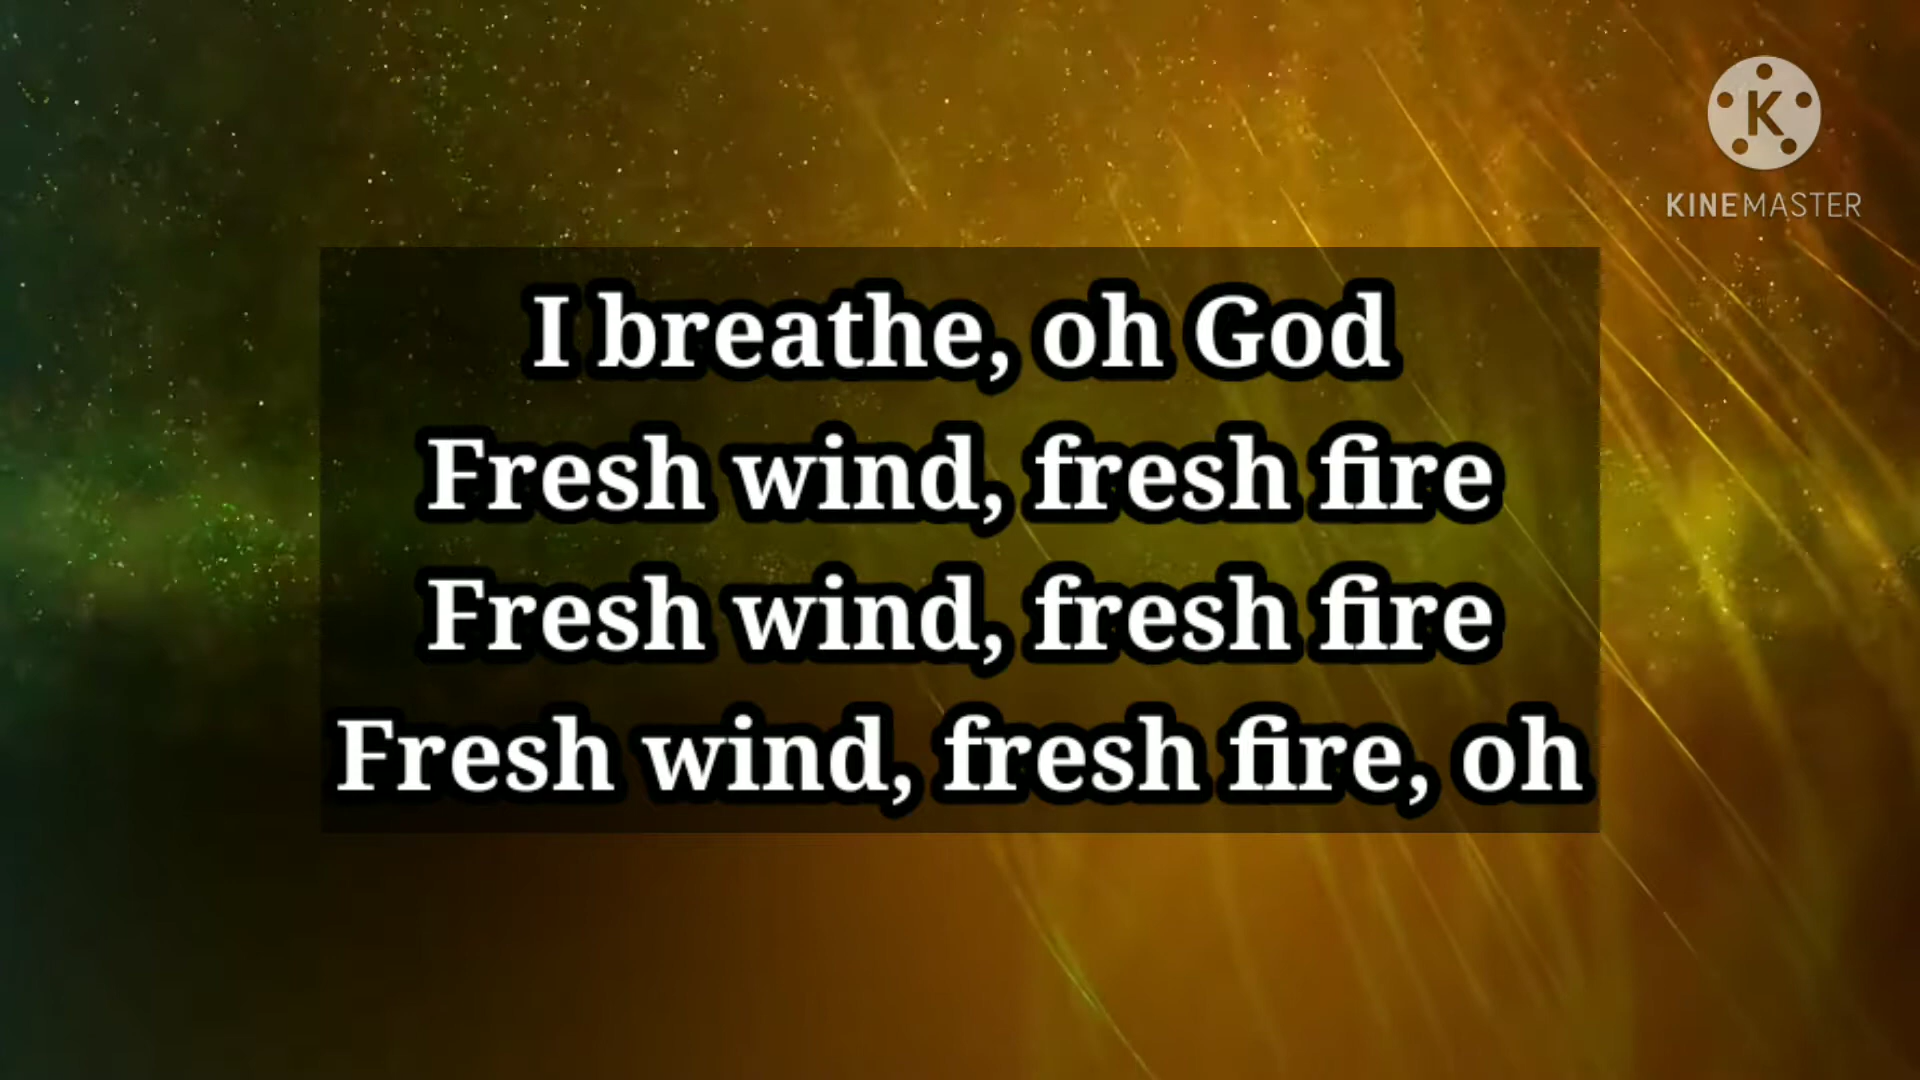 K
KINEMASTER
I breathe, oh God
Fresh wind, fresh fire
Fresh wind, fresh fire
Fresh wind, fresh fire, oh